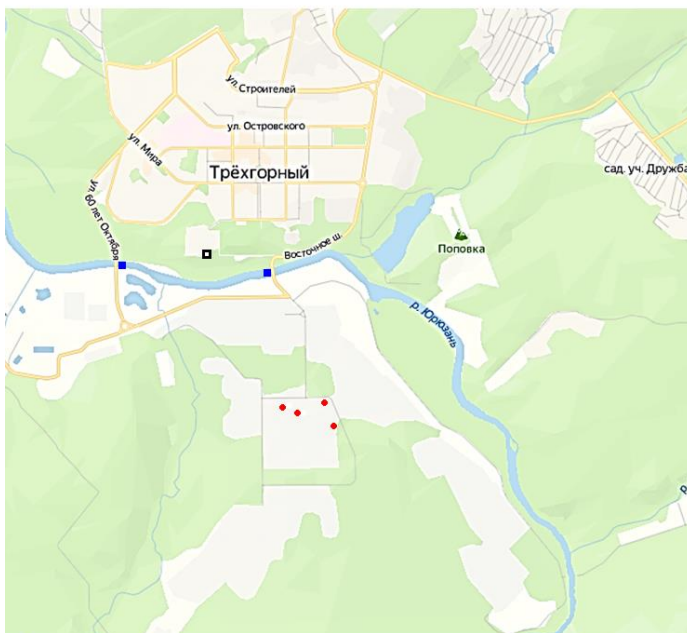 ул. Строителей
ул. Островского
ул. Мира
Трёхгорный
сад. уч. Дружба
ул. 60 лет Октября
Восточное ш.
Поповка
р. Юрюзань
р.